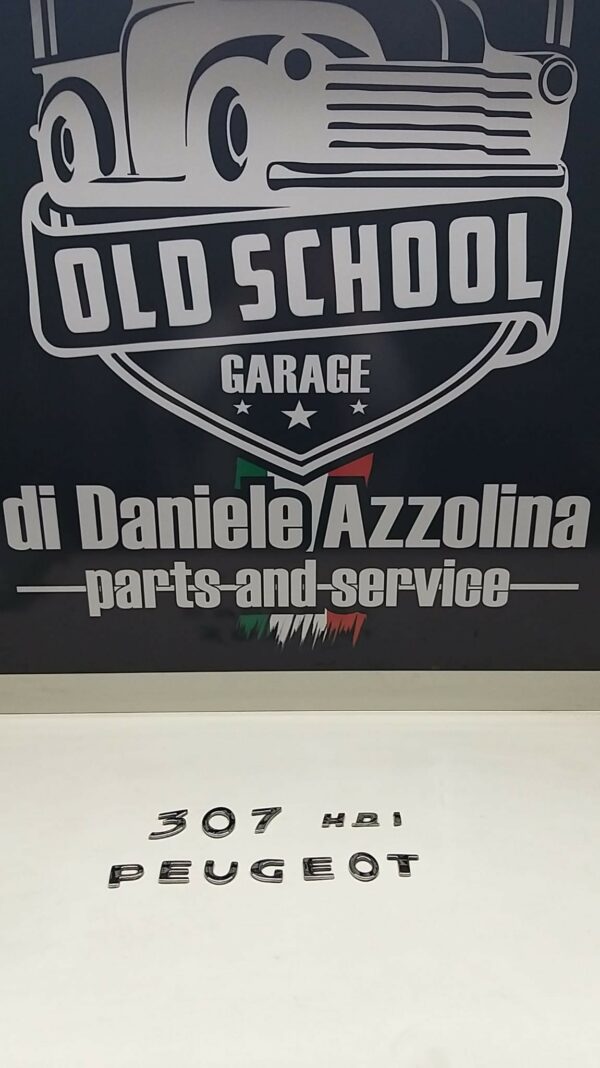 OLD SCHOOL
GARAGE
di Daniele Azzolina
parts and service
307 HDI
PEUGEOT